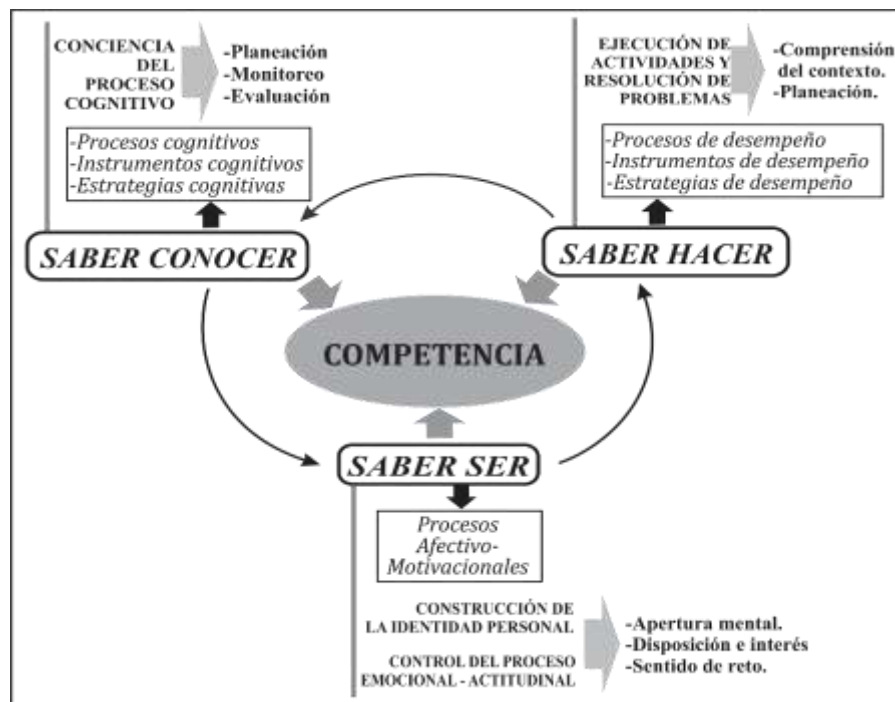 CONCIENCIA
DEL
PROCESO
COGNITIVO
-Planeación
-Monitoreo
-Evaluación
-Procesos cognitivos
-Instrumentos cognitivos
-Estrategias cognitivas
SABER CONOCER
EJECUCIÓN DE
ACTIVIDADES Y
RESOLUCIÓN DE
PROBLEMAS
-Comprensión
del contexto.
-Planeación.
-Procesos de desempeño
-Instrumentos de desempeño
-Estrategias de desempeño
SABER HACER
COMPETENCIA
SABER SER
Procesos
Afectivo-
Motivacionales
CONSTRUCCIÓN DE
LA IDENTIDAD PERSONAL
CONTROL DEL PROCESO
EMOCIONAL - ACTITUDINAL
-Apertura mental.
-Disposición e interés
-Sentido de reto.